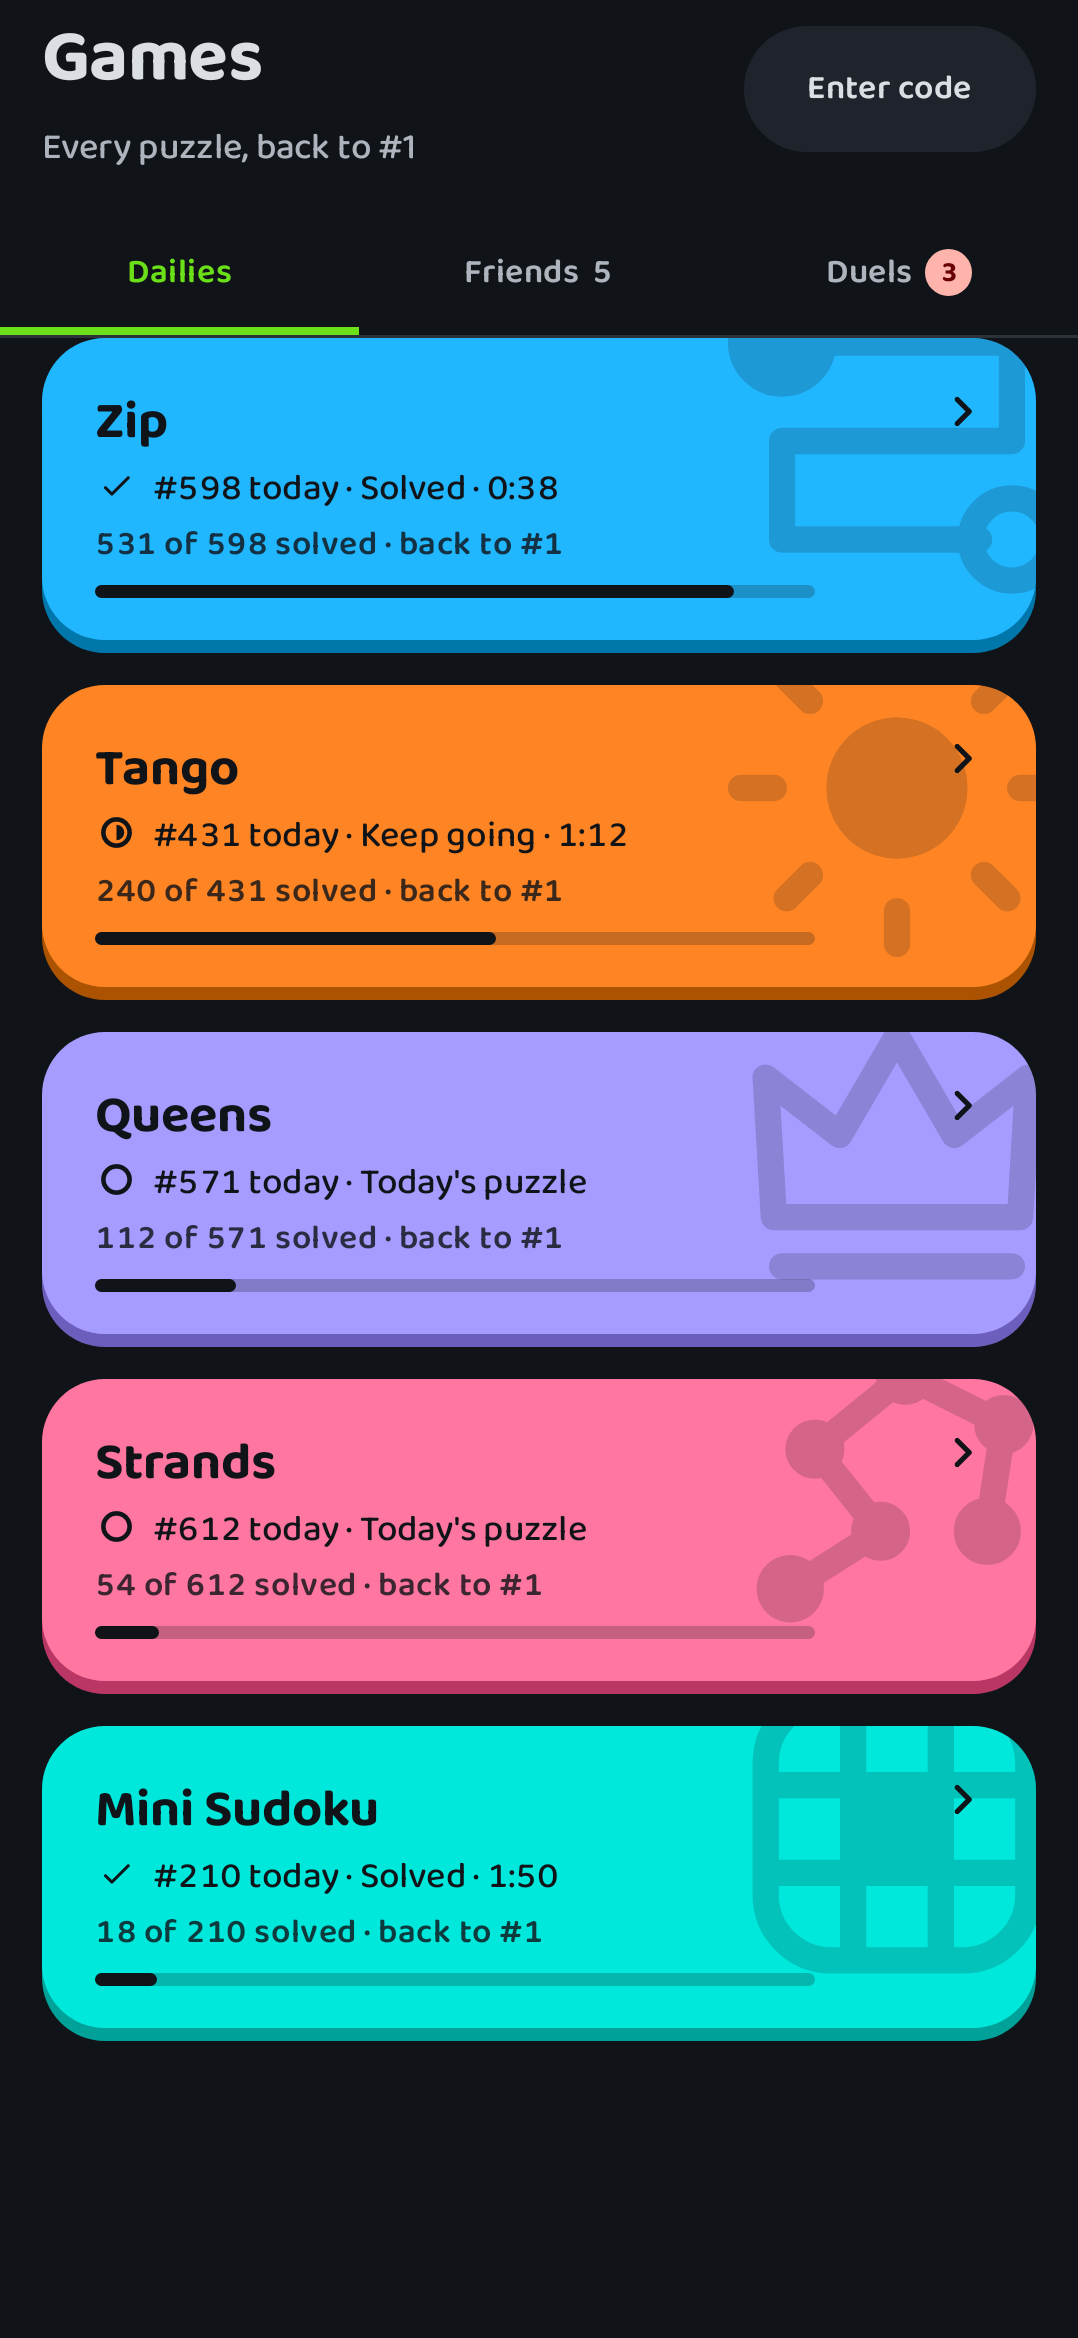 Games
Enter code
Every puzzle, back to #1
Dailies
Friends 5
Duels 3
Zip
#598 today · Solved · 0:38
531 of 598 solved · back to #1
Tango
#431 today · Keep going · 1:12
240 of 431 solved · back to #1
Queens
#571 today · Today's puzzle
112 of 571 solved · back to #1
Strands
#612 today · Today's puzzle
54 of 612 solved · back to #1
Mini Sudoku
#210 today · Solved · 1:50
18 of 210 solved · back to #1